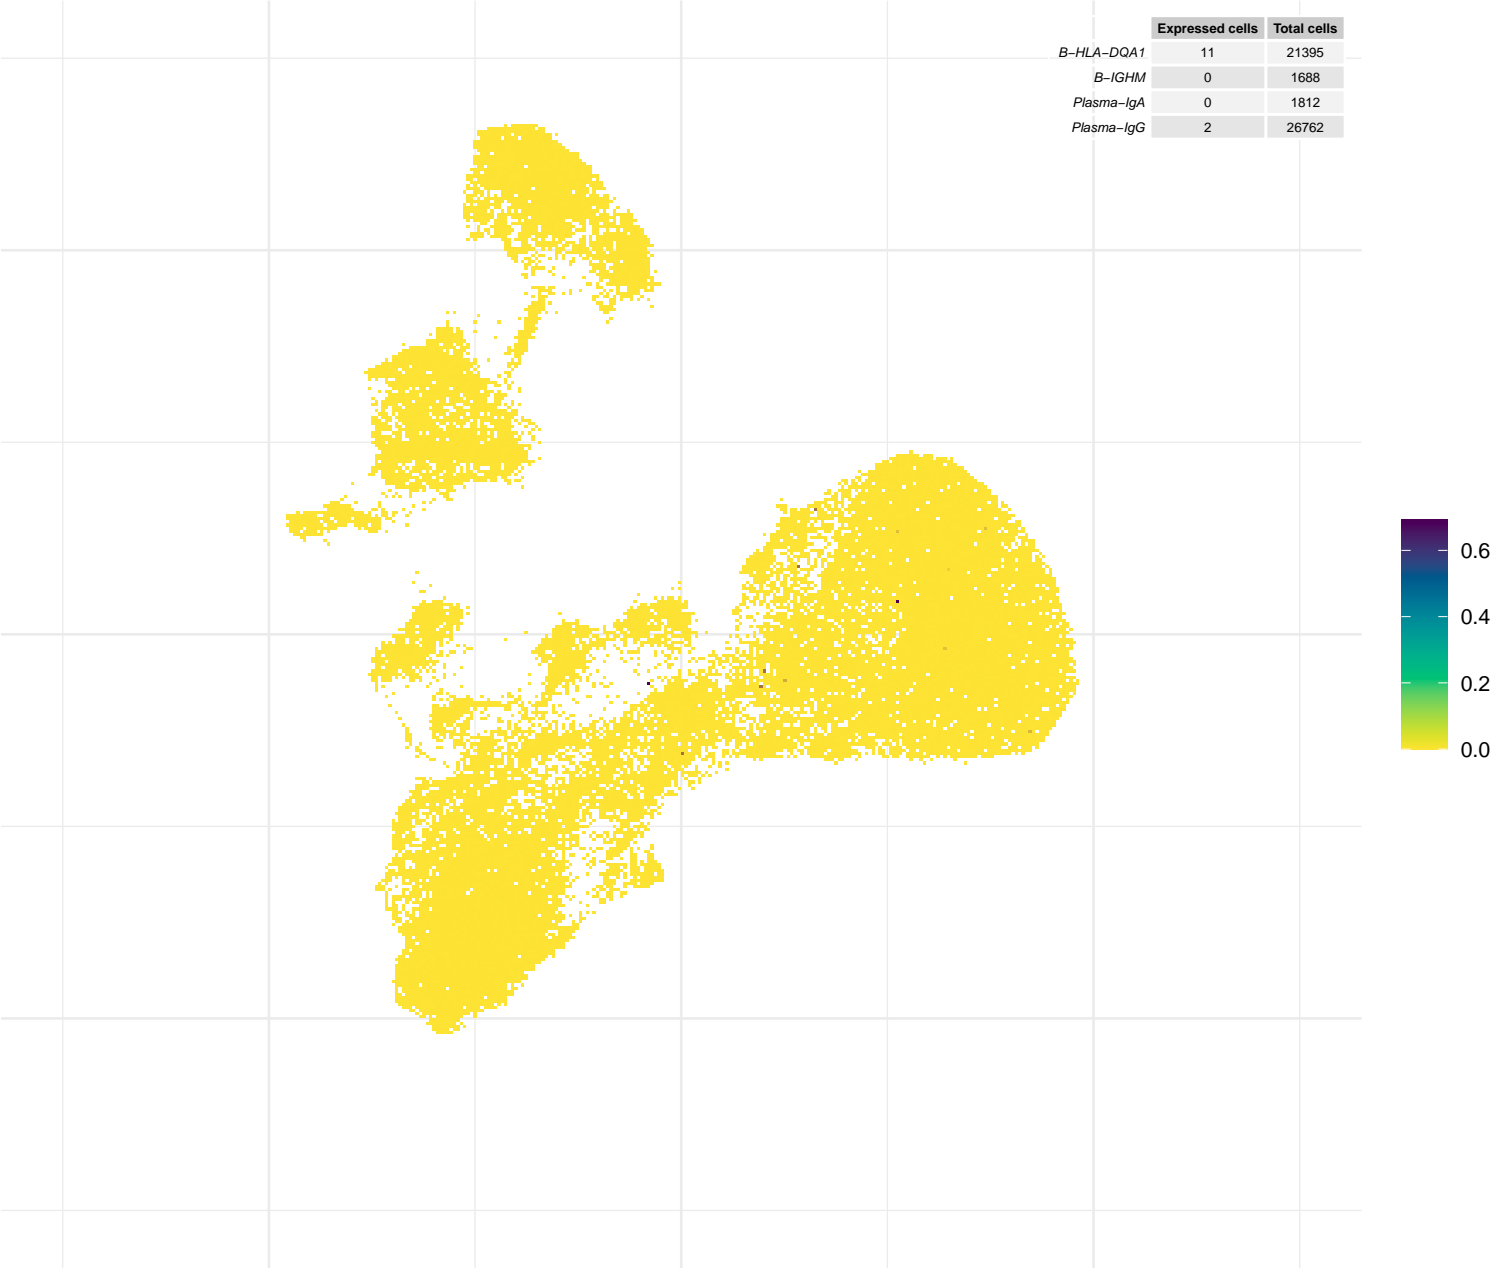 Expressed cells Total cells
B−HLA−DQA1 11 21395
B−IGHM 0 1688
Plasma−IgA 0 1812
Plasma−IgG 2 26762
0.6
0.4
0.2
0.0